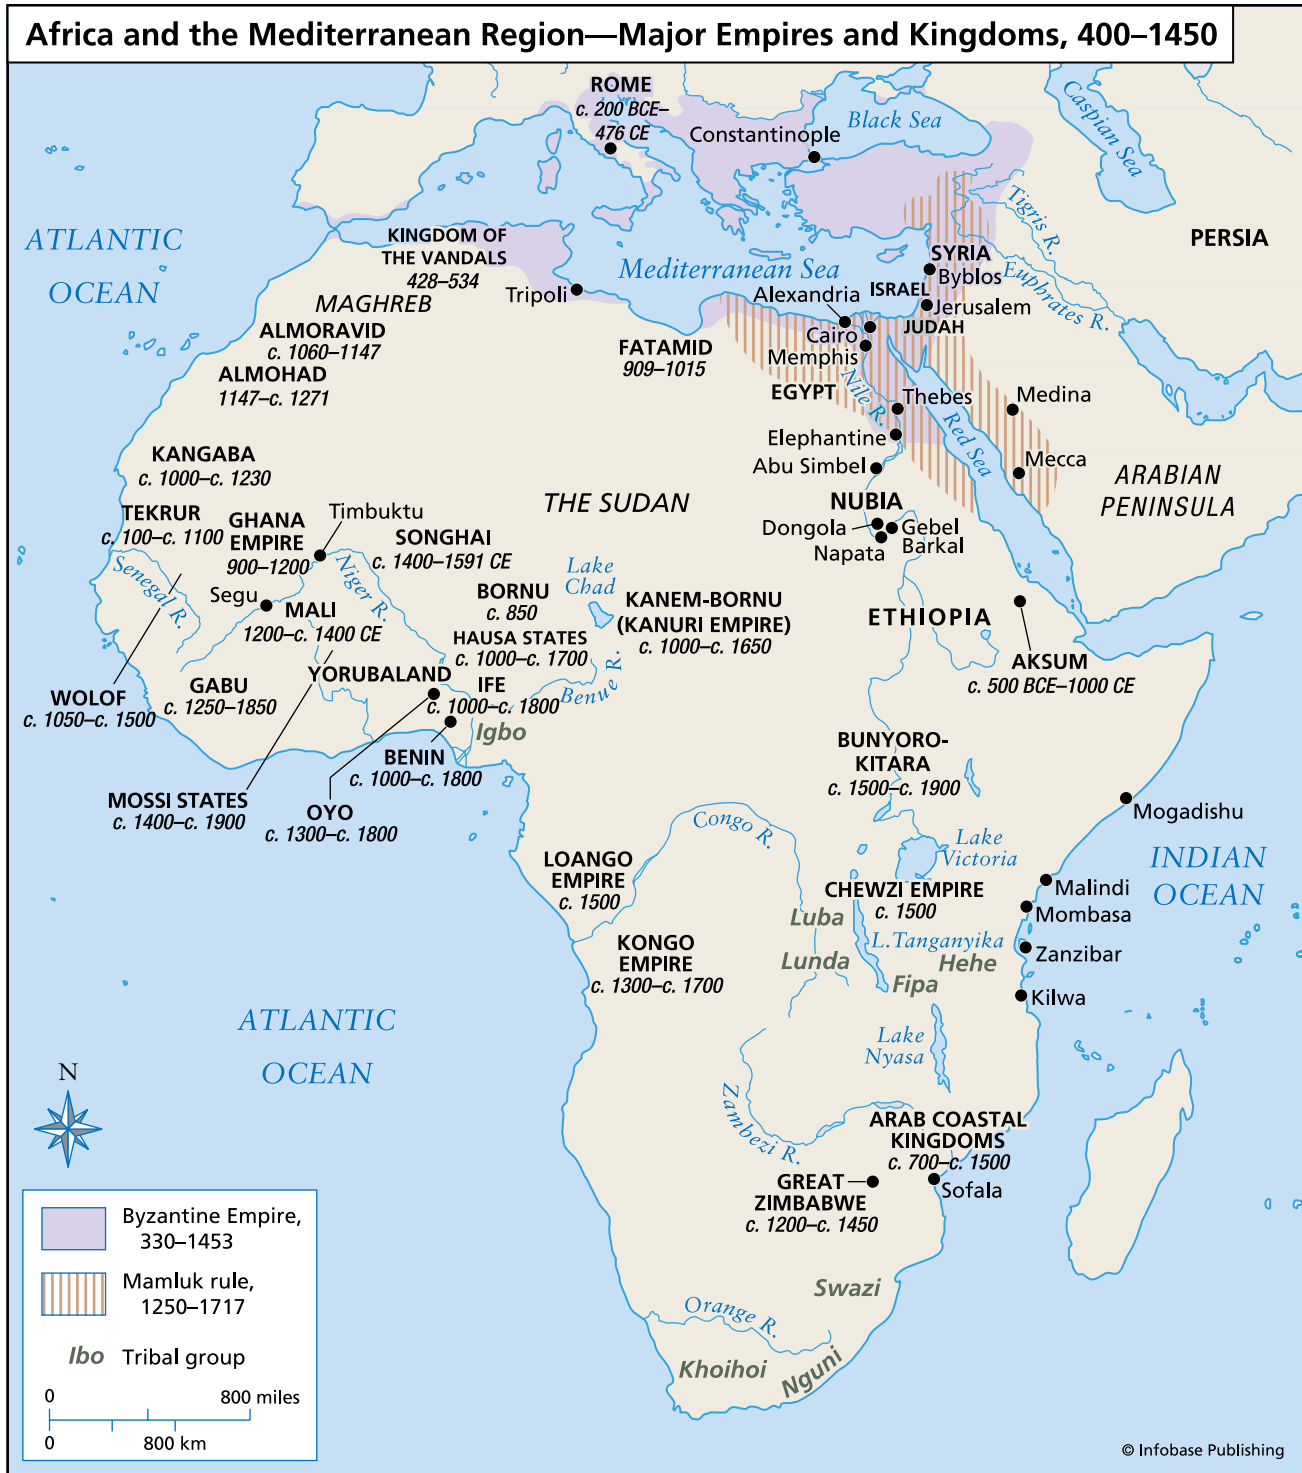 Africa and the Mediterranean Region—Major Empires and Kingdoms, 400–1450
ROME
c. 200 BCE–
476 CE
Constantinople
Black Sea
Caspian Sea
Tigris R.
Euphrates R.
PERSIA
ATLANTIC
OCEAN
KINGDOM OF
THE VANDALS
428–534
MAGHREB
Tripoli
Mediterranean Sea
SYRIA
Byblos
ISRAEL
Jerusalem
JUDAH
Alexandria
Cairo
Memphis
ALMORAVID
c. 1060–1147
ALMOHAD
1147–c. 1271
FATAMID
909–1015
EGYPT
Nile R.
Thebes
Elephantine
Abu Simbel
Red Sea
Medina
Mecca
ARABIAN
PENINSULA
KANGABA
c. 1000–c. 1230
TEKRUR
c. 100–c. 1100
GHANA
EMPIRE
900–1200
Timbuktu
SONGHAI
c. 1400–1591 CE
THE SUDAN
NUBIA
Dongola
Napata
Gebel
Barkal
Senegal R.
Segu
Niger R.
MALI
1200–c. 1400 CE
BORNU
c. 850
Lake
Chad
HAUSA STATES
c. 1000–c. 1700
KANEM-BORNU
(KANURI EMPIRE)
c. 1000–c. 1650
ETHIOPIA
AKSUM
c. 500 BCE–1000 CE
WOLOF
c. 1050–c. 1500
GABU
c. 1250–1850
YORUBALAND
IFE
c. 1000–c. 1800
Benue R.
Igbo
BENIN
c. 1000–c. 1800
MOSSI STATES
c. 1400–c. 1900
OYO
c. 1300–c. 1800
BUNYORO-
KITARA
c. 1500–c. 1900
Mogadishu
Congo R.
Lake
Victoria
INDIAN
OCEAN
LOANGO
EMPIRE
c. 1500
CHEWZI EMPIRE
c. 1500
Malindi
Mombasa
Luba
L.Tanganyika
Zanzibar
KONGO
EMPIRE
c. 1300–c. 1700
Lunda
Hehe
Fipa
Kilwa
ATLANTIC
OCEAN
Lake
Nyasa
Zambezi R.
ARAB COASTAL
KINGDOMS
c. 700–c. 1500
Sofala
GREAT
ZIMBABWE
c. 1200–c. 1450
Swazi
Orange R.
Khoihoi
Nguni
N
Byzantine Empire,
330–1453
Mamluk rule,
1250–1717
Ibo Tribal group
0 800 miles
0 800 km
© Infobase Publishing